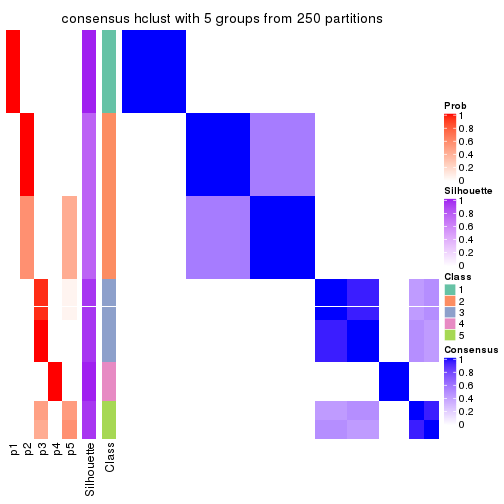 consensus hclust with 5 groups from 250 partitions
Prob
1
0.8
0.6
0.4
0.2
0
Silhouette
1
0.8
0.6
0.4
0.2
0
Class
1
2
3
4
5
Consensus
1
0.8
0.6
0.4
0.2
0
p1
p2
p3
p4
p5
Silhouette
Class